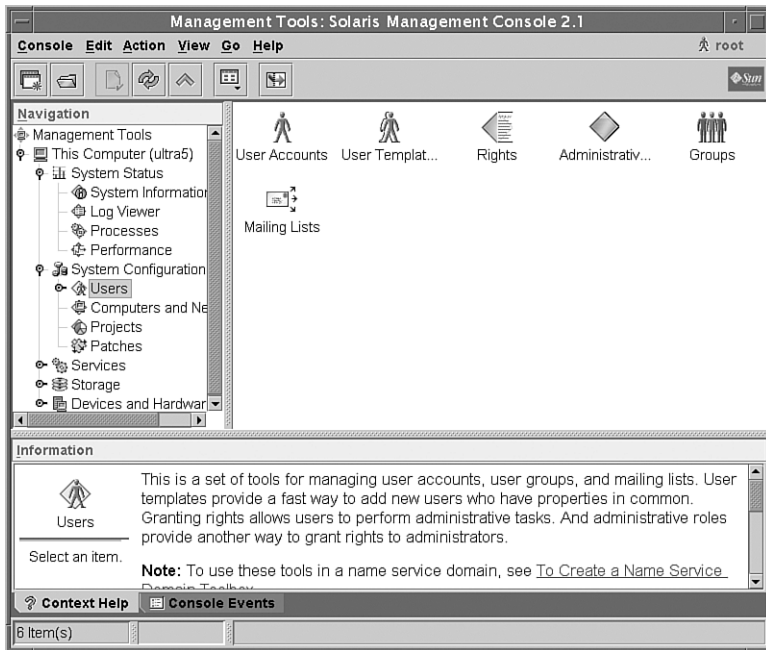 Management Tools: Solaris Management Console 2.1
Console Edit Action View Go Help
root
Sun
Navigation
Management Tools
This Computer (ultra5)
System Status
System Information
Log Viewer
Processes
Performance
System Configuration
Users
Computers and Ne
Projects
Patches
Services
Storage
Devices and Hardwar
User Accounts
User Templat...
Rights
Administrativ...
Groups
Mailing Lists
Information
Users
Select an item.
This is a set of tools for managing user accounts, user groups, and mailing lists. User
templates provide a fast way to add new users who have properties in common.
Granting rights allows users to perform administrative tasks. And administrative roles
provide another way to grant rights to administrators.
Note: To use these tools in a name service domain, see To Create a Name Service
Domain Toolbox
Context Help
Console Events
6 Item(s)